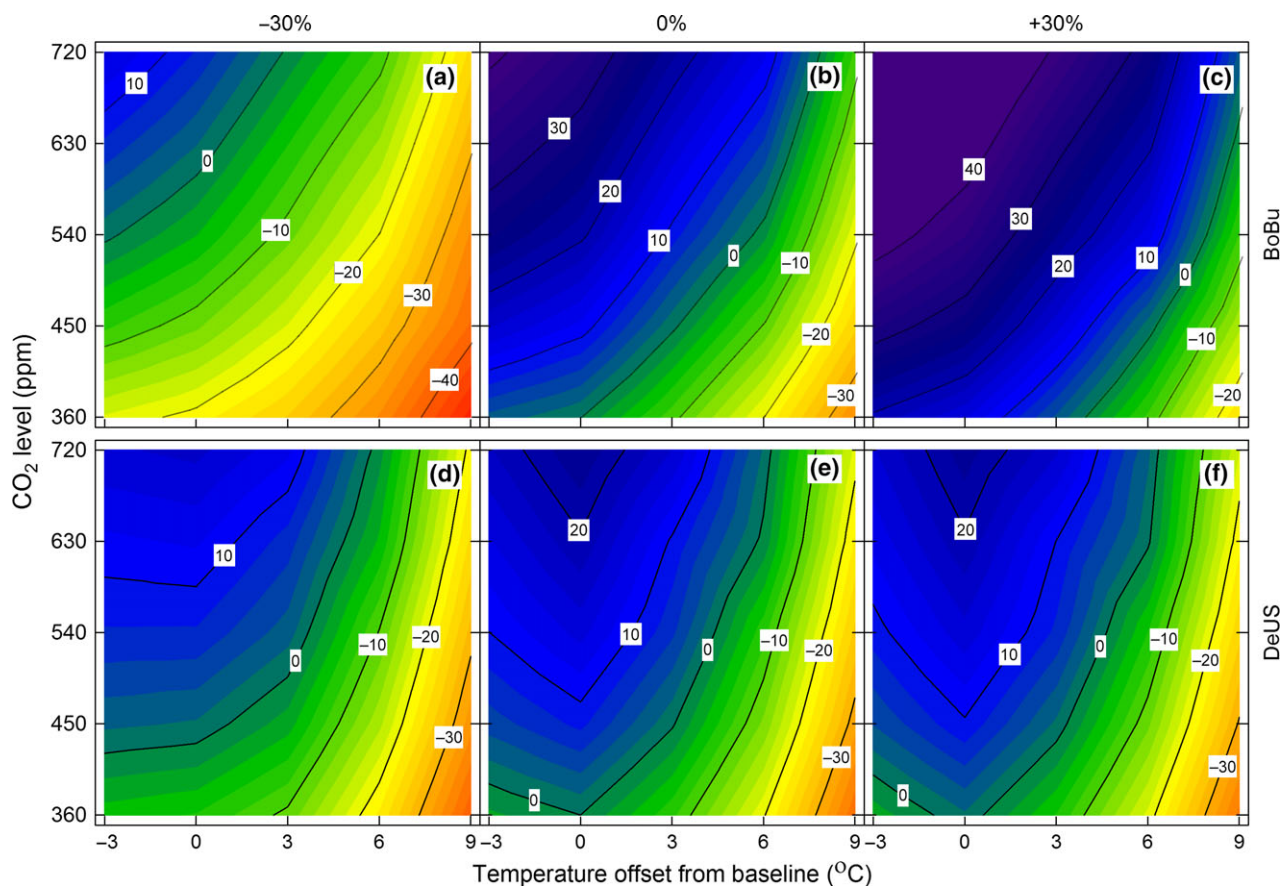 –30% 0% +30%
720 (a) (b) (c)
10
30
630
0 40
20
30
540 –10 10 0
–20 20 10
–10 0
–30
450
–20 –10
–40 –30 –20
360
BoBu
720 (d) (e) (f)
20 20
630
10
540 –10 –20 10 –10 –20 10 –10 –20
0 0 0
450
–30 –30 –30
0 0
360
DeUS
–3 0 3 6 9 –3 0 3 6 9 –3 0 3 6 9
CO2 level (ppm)
Temperature offset from baseline (OC)